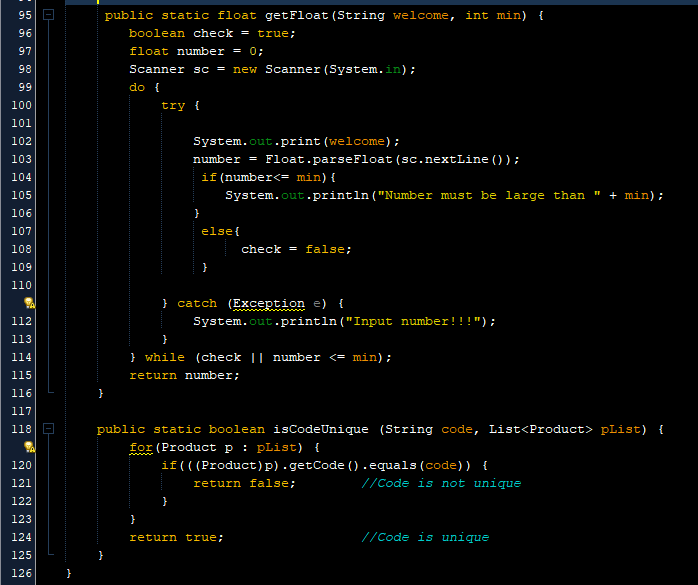 95 public static float getFloat(String welcome, int min) {
96 boolean check = true;
97 float number = 0;
98 Scanner sc = new Scanner(System.in);
99 do {
100 try {
101
102 System.out.print(welcome);
103 number = Float.parseFloat(sc.nextLine());
104 if(number<= min){
105 System.out.println("Number must be large than " + min);
106 }
107 else{
108 check = false;
109 }
110
} catch (Exception e) {
112 System.out.println("Input number!!!");
113 }
114 } while (check || number <= min);
115 return number;
116 }
117
118 public static boolean isCodeUnique (String code, List<Product> pList) {
for(Product p : pList) {
120 if(((Product)p).getCode().equals(code)) {
121 return false; //Code is not unique
122 }
123 }
124 return true; //Code is unique
125 }
126 }